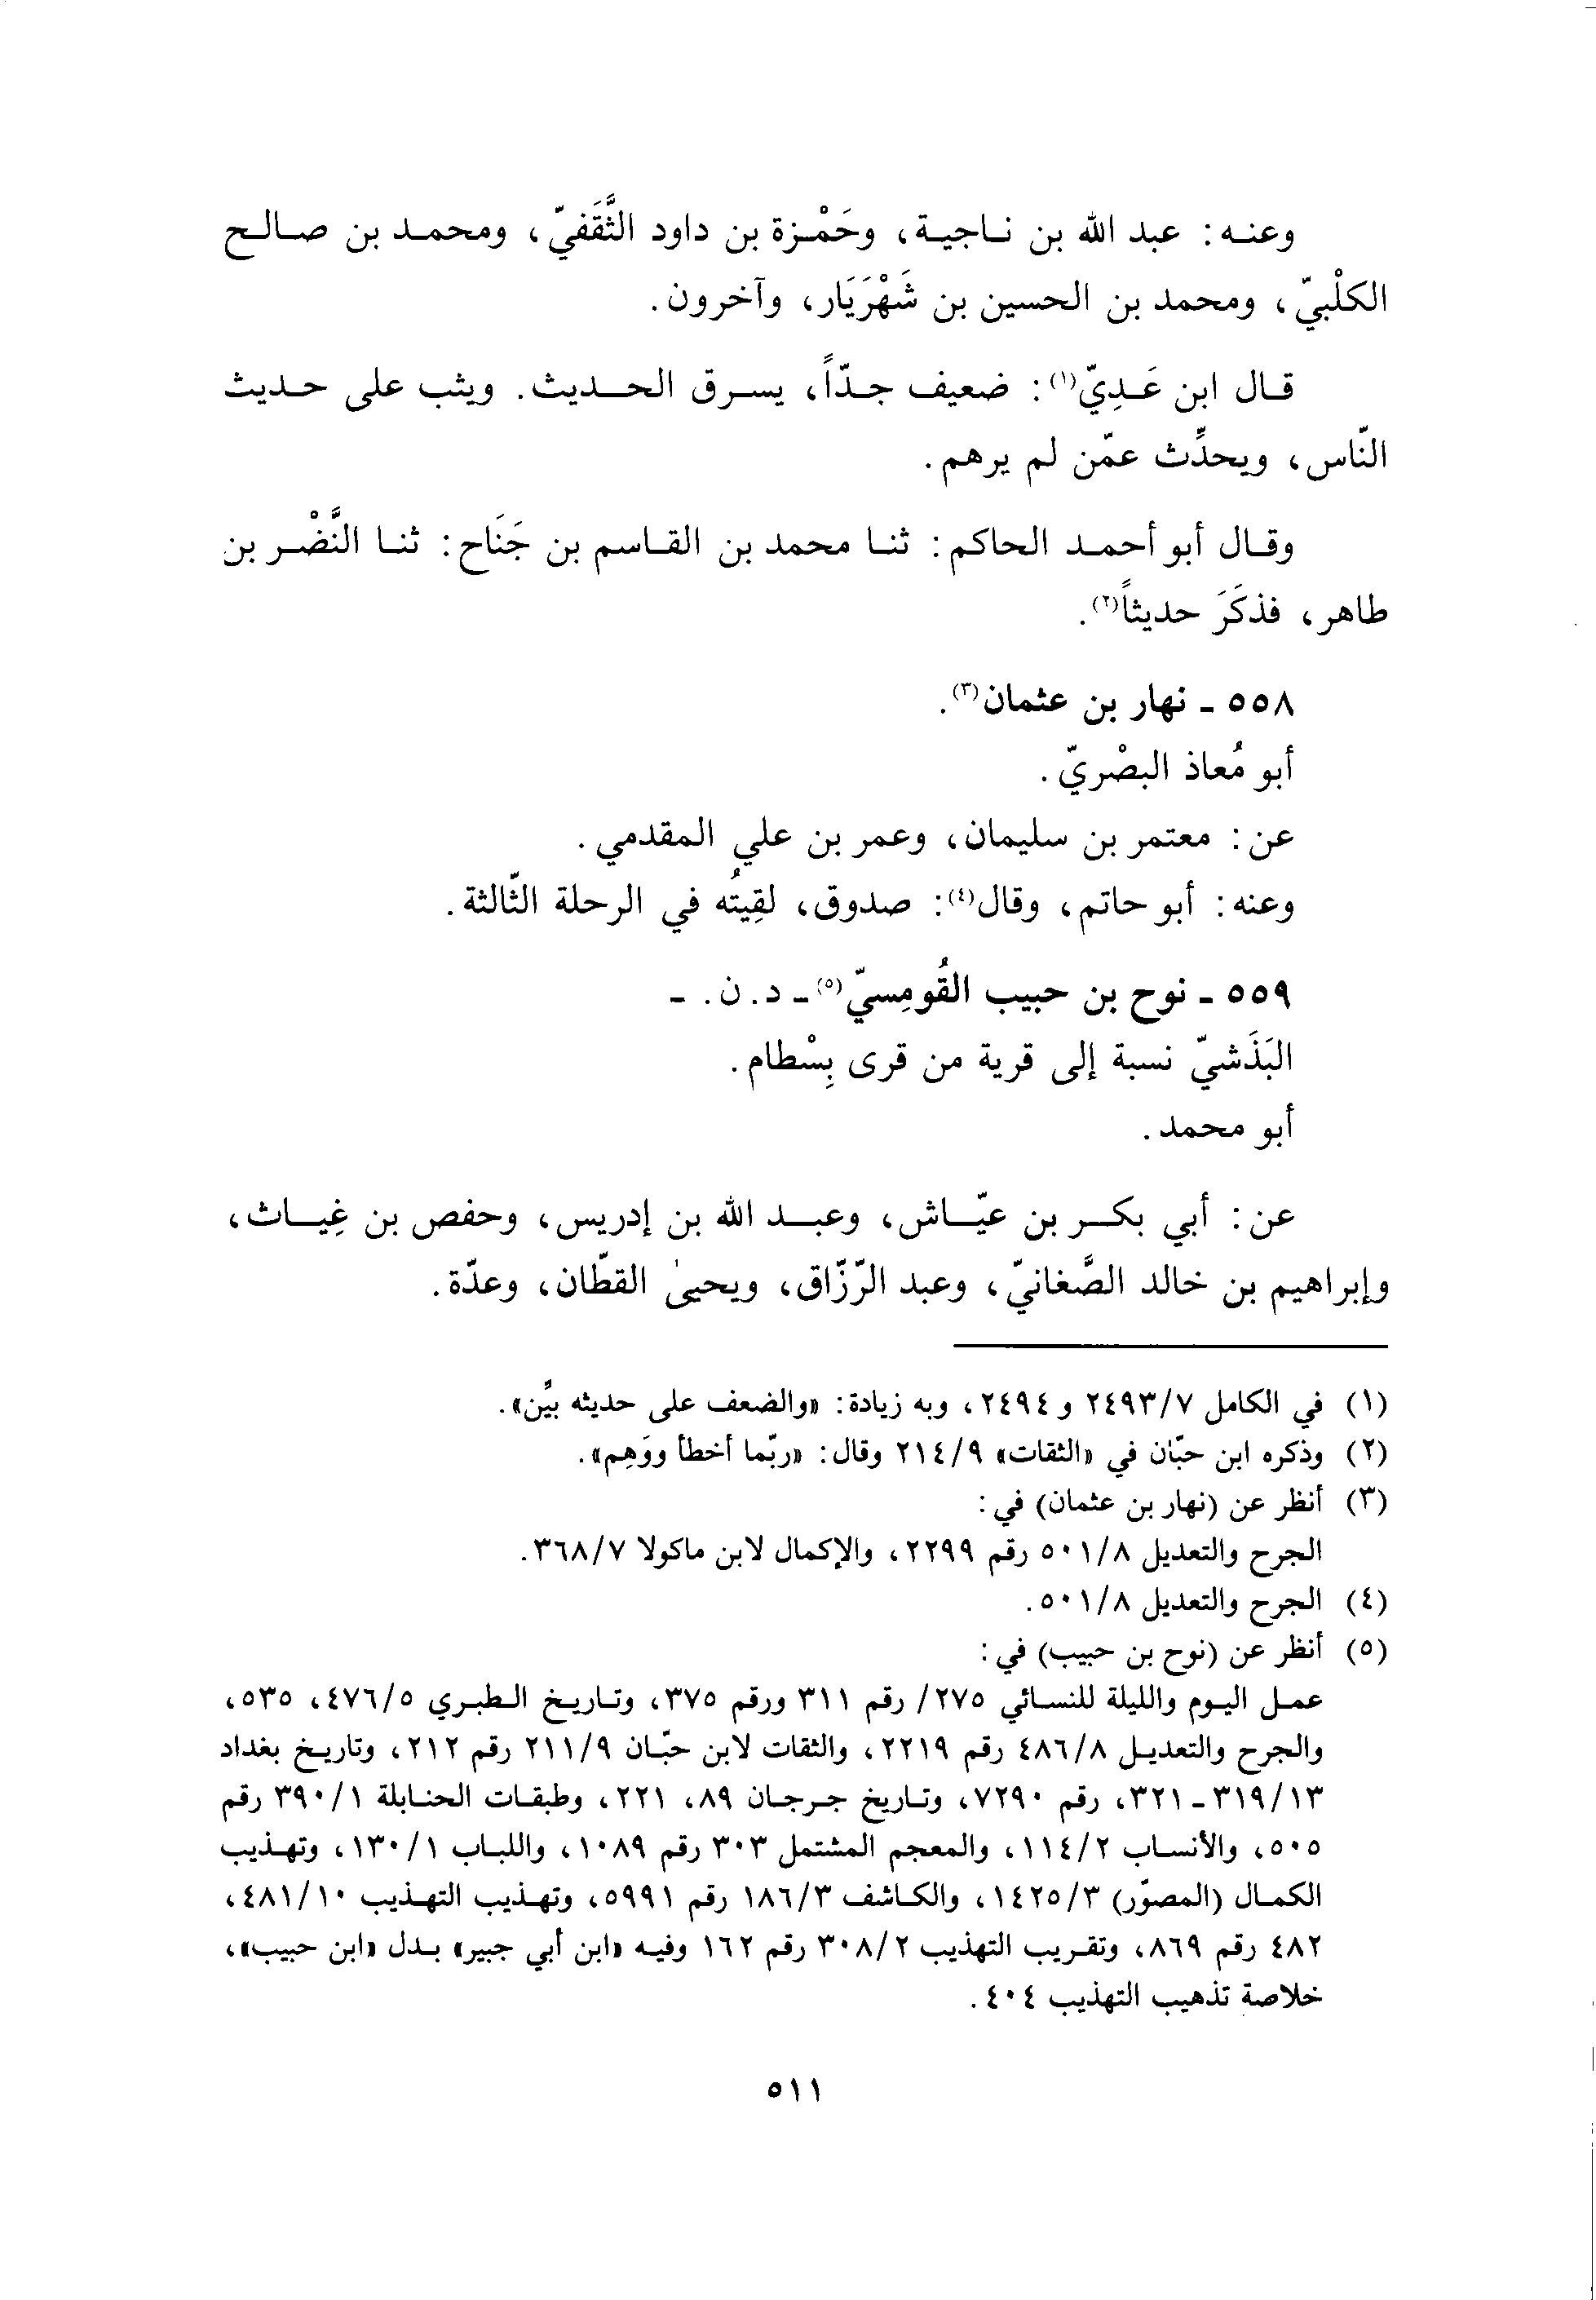 وعنه: عبد الله بن ناجية، وحَمْزة بن داود الثَّقَفيّ، ومحمد بن صالح
الكلْبيّ، ومحمد بن الحسين بن شَهْرَيَار، وآخرون.
قال ابن عَدِيّ(١): ضعيف جدّاً، يسرق الحديث. ويثب على حديث
النّاس، ويحدِّث عمّن لم يرهم.
وقال أبو أحمد الحاكم: ثنا محمد بن القاسم بن جَنَاح: ثنا النَّضْر بن
طاهر، فذكَرَ حديثاً(٢).
٥٥٨ - نهار بن عثمان(٣).
أبو مُعاذ البصْريّ.
عن: معتمر بن سليمان، وعمر بن علي المقدمي.
وعنه: أبو حاتم، وقال(٤): صدوق، لقِيتُه في الرحلة الثّالثة.
٥٥٩ - نوح بن حبيب القُومِسيّ(٥) - د. ن. -
البَذَشيّ نسبة إلى قرية من قرى بِسْطام.
أبو محمد.
عن: أبي بكر بن عيّاش، وعبد الله بن إدريس، وحفص بن غِياث،
وإبراهيم بن خالد الصَّغانيّ، وعبد الرّزّاق، ويحيىٰ القطّان، وعدّة.
(١) في الكامل ٢٤٩٣/٧ و ٢٤٩٤، وبه زيادة: «والضعف على حديثه بيِّن».
(٢) وذكره ابن حبّان في «الثقات» ٢١٤/٩ وقال: «ربّما أخطأ ووَهِم».
(٣) أنظر عن (نهار بن عثمان) في:
الجرح والتعديل ٥٠١/٨ رقم ٢٢٩٩، والإكمال لابن ماكولا ٣٦٨/٧.
(٤) الجرح والتعديل ٥٠١/٨.
(٥) أنظر عن (نوح بن حبيب) في:
عمل اليوم والليلة للنسائي ٢٧٥/ رقم ٣١١ ورقم ٣٧٥، وتاريخ الطبري ٤٧٦/٥، ٥٣٥،
والجرح والتعديل ٤٨٦/٨ رقم ٢٢١٩، والثقات لابن حبّان ٢١١/٩ رقم ٢١٢، وتاريخ بغداد
٣١٩/١٣ - ٣٢١، رقم ٧٢٩٠، وتاريخ جرجان ٨٩، ٢٢١، وطبقات الحنابلة ٣٩٠/١ رقم
٥٠٥، والأنساب ١١٤/٢، والمعجم المشتمل ٣٠٣ رقم ١٠٨٩، واللباب ١٣٠/١، وتهذيب
الكمال (المصوّر) ١٤٢٥/٣، والكاشف ١٨٦/٣ رقم ٥٩٩١، وتهذيب التهذيب ٤٨١/١٠،
٤٨٢ رقم ٨٦٩، وتقريب التهذيب ٣٠٨/٢ رقم ١٦٢ وفيه «ابن أبي جبير» بدل «ابن حبيب»،
خلاصة تذهيب التهذيب ٤٠٤.
٥١١